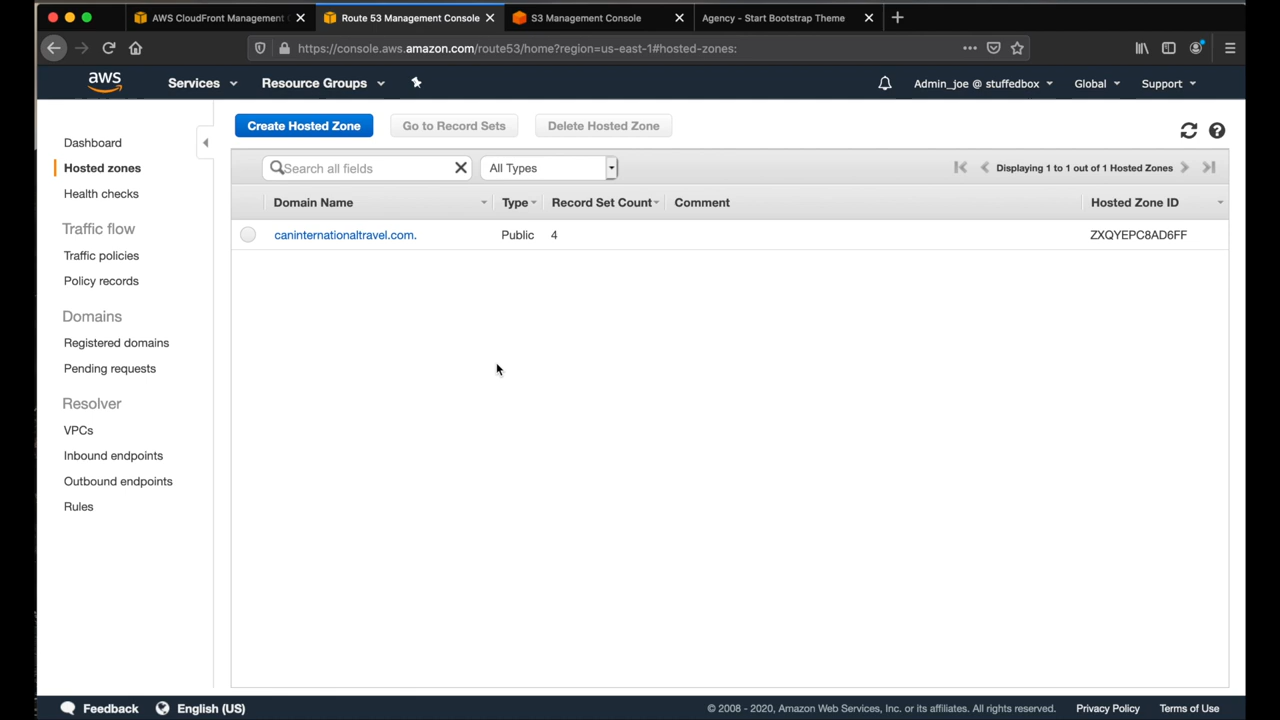 AWS CloudFront Management Route 53 Management Console S3 Management Console Agency - Start Bootstrap Theme
https://console.aws.amazon.com/route53/home?region=us-east-1#hosted-zones:
aws Services Resource Groups Admin_joe @ stuffedbox Global Support
Create Hosted Zone Go to Record Sets Delete Hosted Zone
Dashboard
Hosted zones
Health checks
Traffic flow
Traffic policies
Policy records
Domains
Registered domains
Pending requests
Resolver
VPCs
Inbound endpoints
Outbound endpoints
Rules
Search all fields All Types Displaying 1 to 1 out of 1 Hosted Zones
Domain Name Type Record Set Count Comment Hosted Zone ID
caninternationaltravel.com. Public 4 ZXQYEPC8AD6FF
Feedback English (US) © 2008 - 2020, Amazon Web Services, Inc. or its affiliates. All rights reserved. Privacy Policy Terms of Use